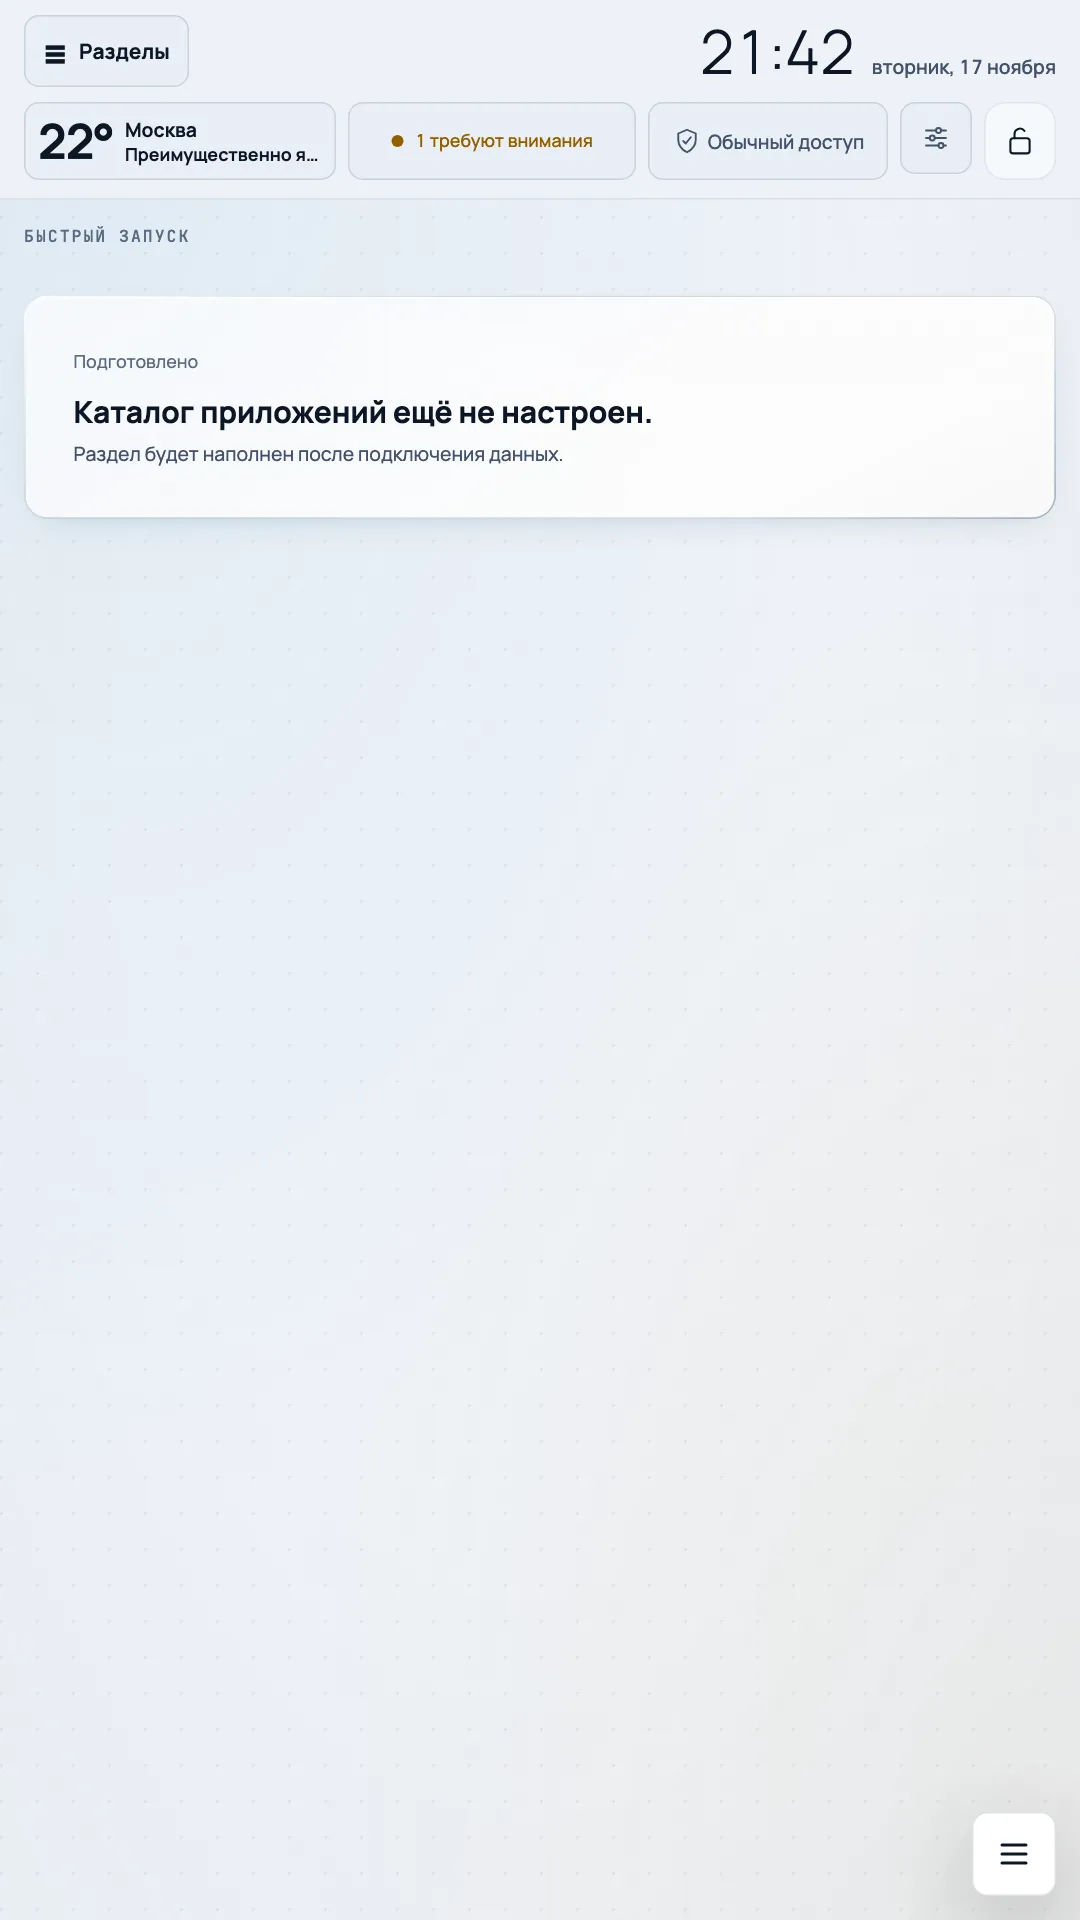 Разделы
21:42
вторник, 17 ноября
22°
Москва
Преимущественно я…
1 требуют внимания
Обычный доступ
БЫСТРЫЙ ЗАПУСК
Подготовлено
Каталог приложений ещё не настроен.
Раздел будет наполнен после подключения данных.